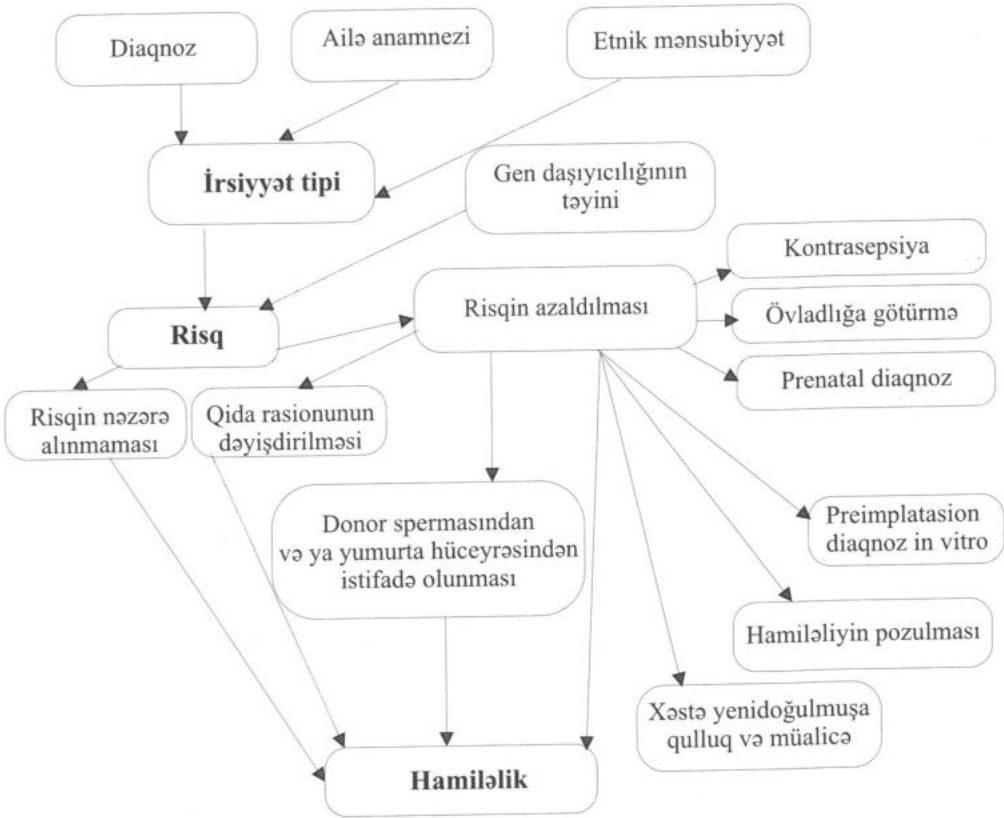 Diaqnoz
Ailə anamnezi
Etnik mənsubiyyət
İrsiyyət tipi
Gen daşıyıcılığının
təyini
Kontrasepsiya
Risqin azaldılması
Övladlığa götürmə
Risq
Prenatal diaqnoz
Risqin nəzərə
alınmaması
Qida rasionunun
dəyişdirilməsi
Donor spermasından
və ya yumurta hüceyrəsindən
istifadə olunması
Preimplatasion
diaqnoz in vitro
Hamiləliyin pozulması
Xəstə yenidoğulmuşa
qulluq və müalicə
Hamiləlik